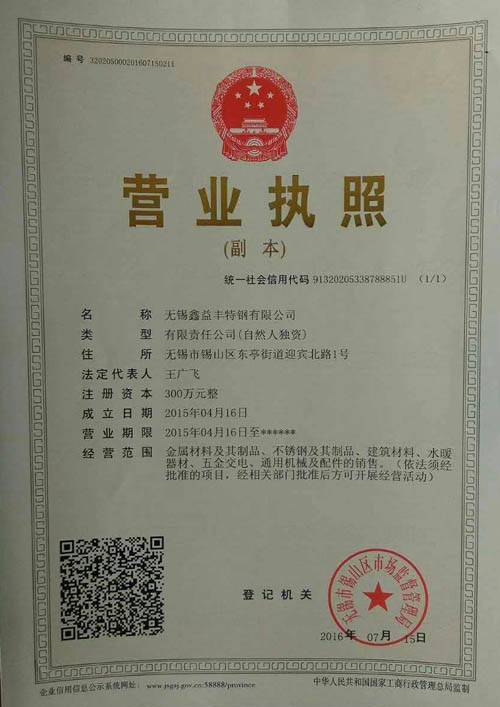 编 号 320205000201607150211
营业执照
(副 本)
统一社会信用代码 91320205338788851U (1/1)
名 称 无锡鑫益丰特钢有限公司
类 型 有限责任公司(自然人独资)
住 所 无锡市锡山区东亭街道迎宾北路1号
法定代表人 王广飞
注册资本 300万元整
成立日期 2015年04月16日
营业期限 2015年04月16日至******
经营范围 金属材料及其制品、不锈钢及其制品、建筑材料、水暖
器材、五金交电、通用机械及配件的销售。(依法须经
批准的项目,经相关部门批准后方可开展经营活动)
无锡市锡山区市场监督管理局
登记机关
2016年 07月 15日
企业信用信息公示系统网址: www.jsgsj.gov.cn:58888/province
中华人民共和国国家工商行政管理总局监制